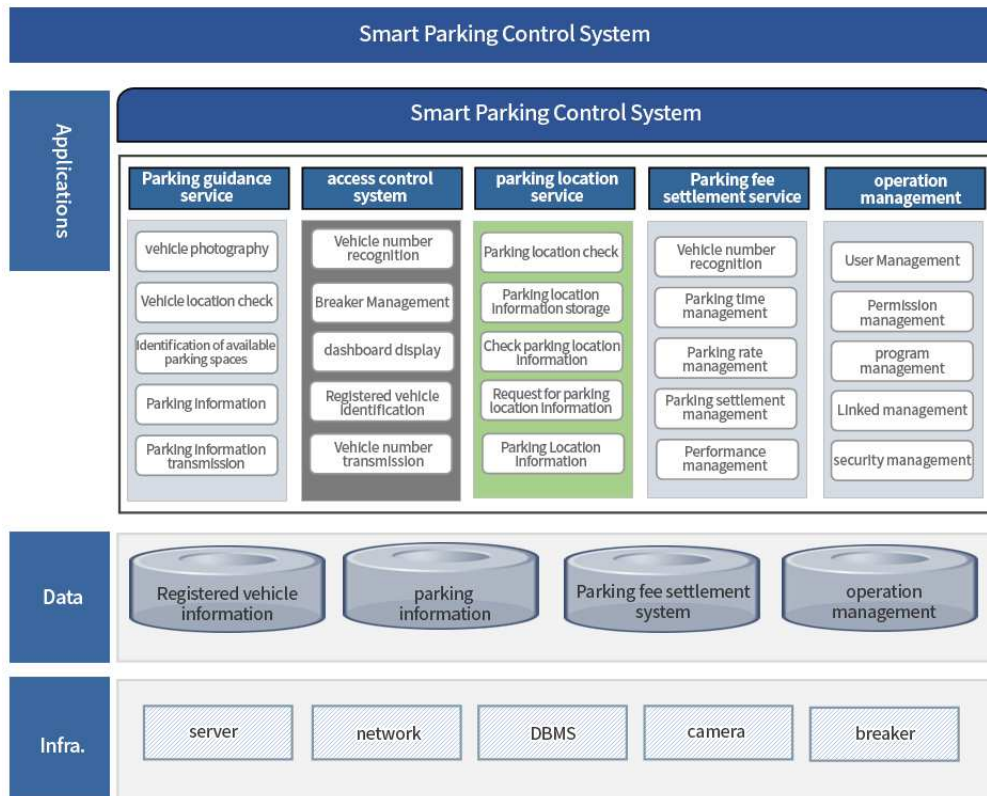 Smart Parking Control System
Applications
Smart Parking Control System
Parking guidance
service
access control
system
parking location
service
Parking fee
settlement service
operation
management
vehicle photography
Vehicle location check
Identification of available
parking spaces
Parking Information
Parking Information
transmission
Vehicle number
recognition
Breaker Management
dashboard display
Registered vehicle
identification
Vehicle number
transmission
Parking location check
Parking location
Information storage
Check parking location
Information
Request for parking
location Information
Parking Location
Information
Vehicle number
recognition
Parking time
management
Parking rate
management
Parking settlement
management
Performance
management
User Management
Permission
management
program
management
Linked management
security management
Data
Registered vehicle
information
parking
information
Parking fee settlement
system
operation
management
Infra.
server
network
DBMS
camera
breaker